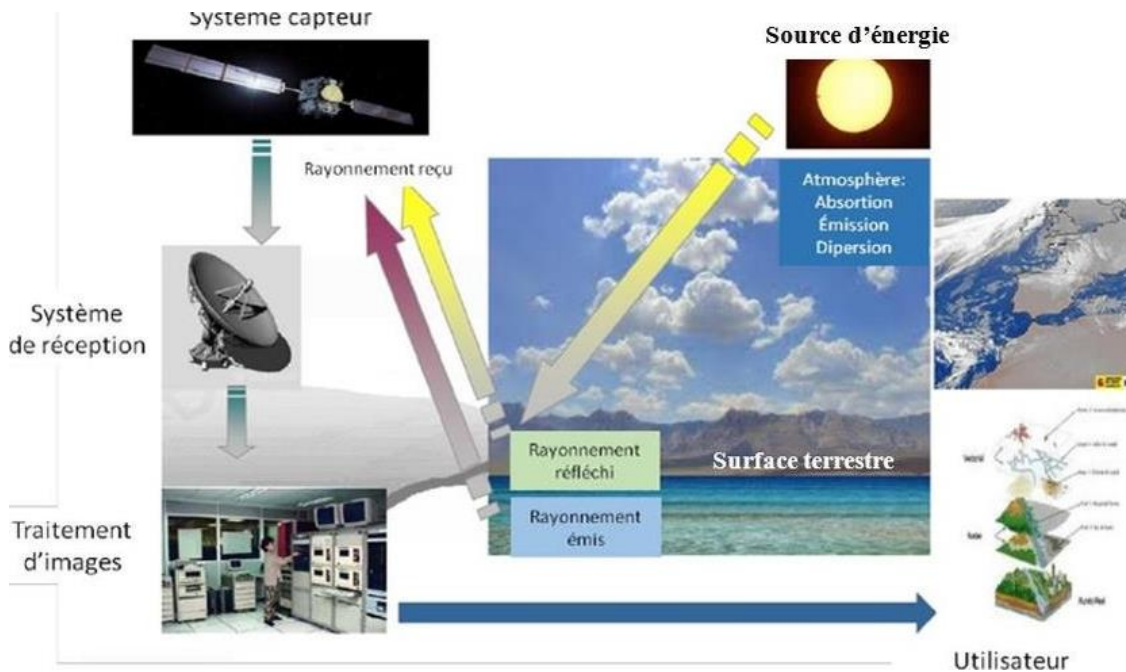 Système capteur
Source d'énergie
Rayonnement reçu
Atmosphère:
Absortion
Émission
Dipersion
Système
de réception
Rayonnement
réfléchi
Surface terrestre
Rayonnement
émis
Traitement
d'images
Utilisateur